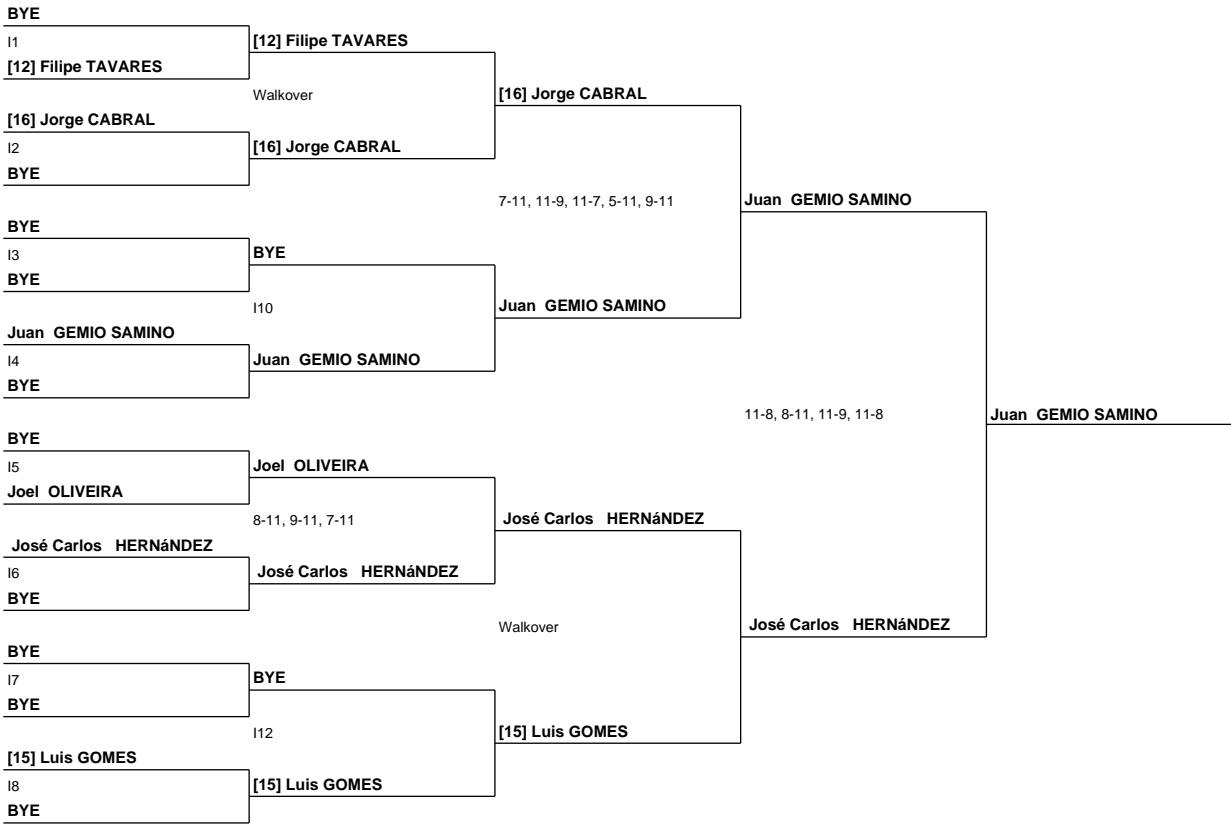 BYE
I1
[12] Filipe TAVARES
[12] Filipe TAVARES
Walkover
[16] Jorge CABRAL
[16] Jorge CABRAL
I2
[16] Jorge CABRAL
BYE
7-11, 11-9, 11-7, 5-11, 9-11
Juan GEMIO SAMINO
BYE
I3
BYE
BYE
I10
Juan GEMIO SAMINO
Juan GEMIO SAMINO
I4
Juan GEMIO SAMINO
BYE
11-8, 8-11, 11-9, 11-8
Juan GEMIO SAMINO
BYE
I5
Joel OLIVEIRA
Joel OLIVEIRA
8-11, 9-11, 7-11
José Carlos HERNáNDEZ
José Carlos HERNáNDEZ
I6
José Carlos HERNáNDEZ
BYE
Walkover
José Carlos HERNáNDEZ
BYE
I7
BYE
BYE
I12
[15] Luis GOMES
[15] Luis GOMES
I8
[15] Luis GOMES
BYE